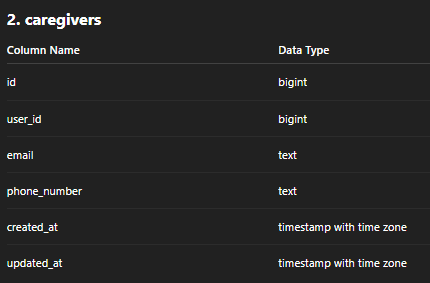 2. caregivers
Column Name Data Type
id bigint
user_id bigint
email text
phone_number text
created_at timestamp with time zone
updated_at timestamp with time zone